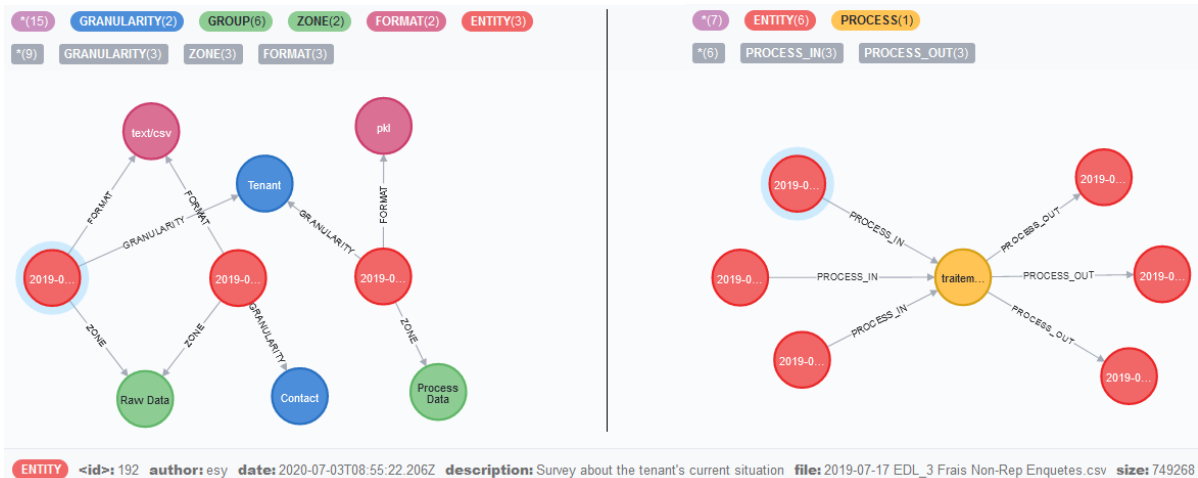 *(15) GRANULARITY(2) GROUP(6) ZONE(2) FORMAT(2) ENTITY(3)
*(9) GRANULARITY(3) ZONE(3) FORMAT(3)
text/csv
pkl
Tenant
FORMAT
FORMAT
FORMAT
GRANULARITY
GRANULARITY
2019-0...
2019-0...
2019-0...
ZONE
ZONE
GRANULARITY
ZONE
Raw Data
Contact
Process
Data
*(7) ENTITY(6) PROCESS(1)
*(6) PROCESS_IN(3) PROCESS_OUT(3)
2019-0...
2019-0...
PROCESS_IN
PROCESS_OUT
2019-0...
PROCESS_IN
traitem...
PROCESS_OUT
2019-0...
PROCESS_IN
PROCESS_OUT
2019-0...
2019-0...
ENTITY <id>: 192 author: esy date: 2020-07-03T08:55:22.206Z description: Survey about the tenant's current situation file: 2019-07-17 EDL_3 Frais Non-Rep Enquetes.csv size: 749268